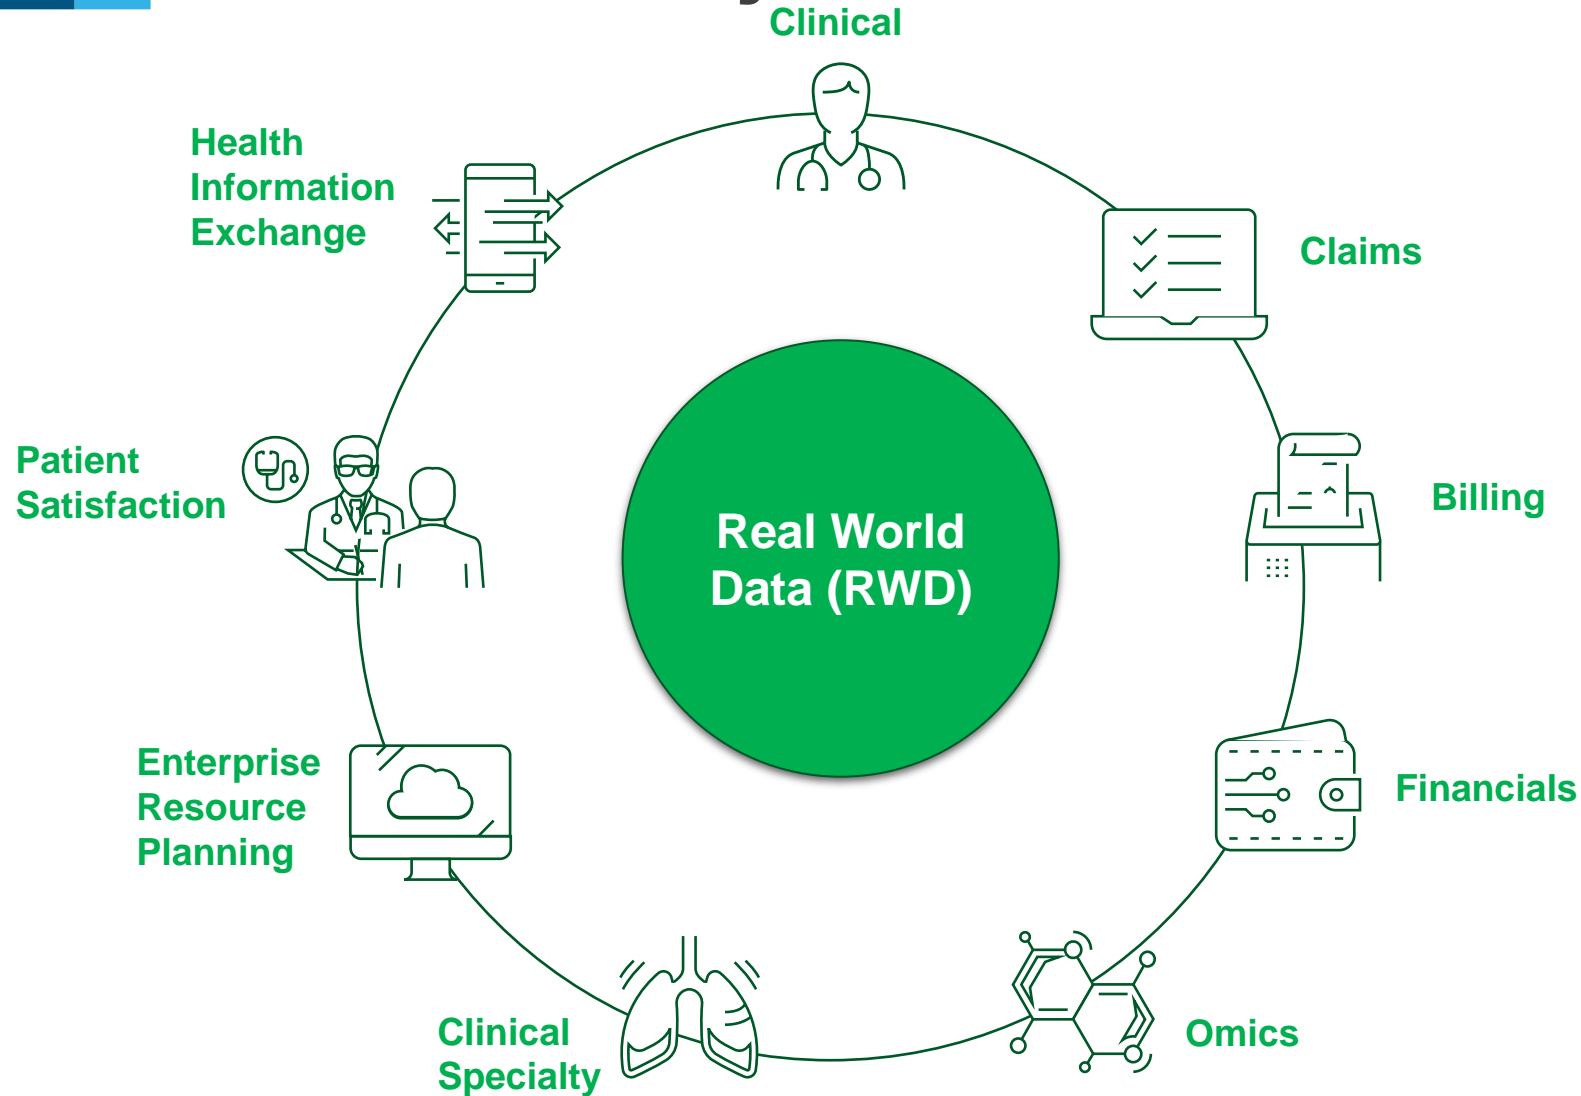 Clinical
Health
Information
Exchange
Claims
Patient
Satisfaction
Billing
Real World
Data (RWD)
Enterprise
Resource
Planning
Financials
Clinical
Specialty
Omics